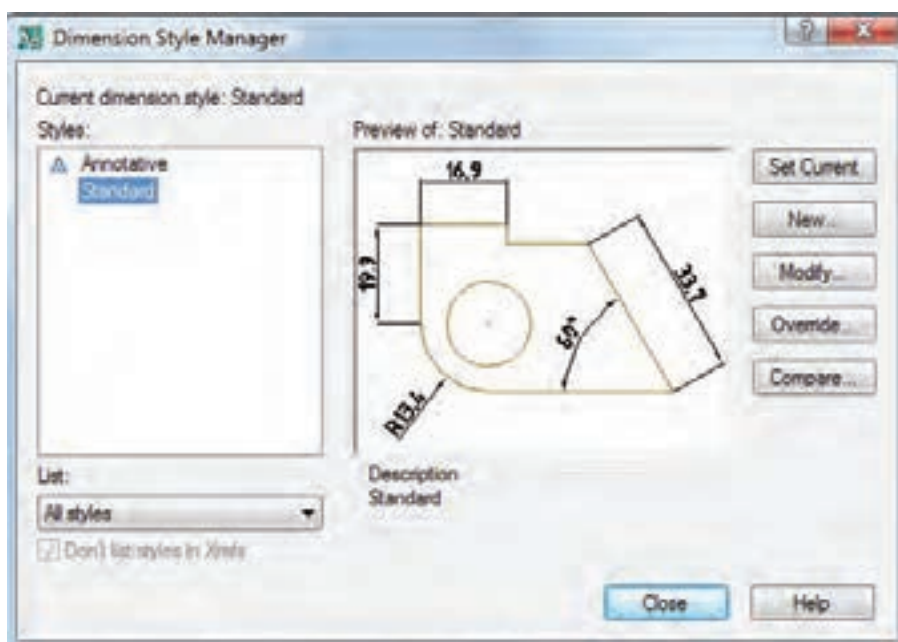 Dimension Style Manager
Current dimension style: Standard
Styles:
Annotative
Standard
Preview of: Standard
16,9
19,9
33,7
60°
R13,4
Set Current
New...
Modify...
Override...
Compare...
List:
All styles
Don't list styles in Xrefs
Description
Standard
Close
Help